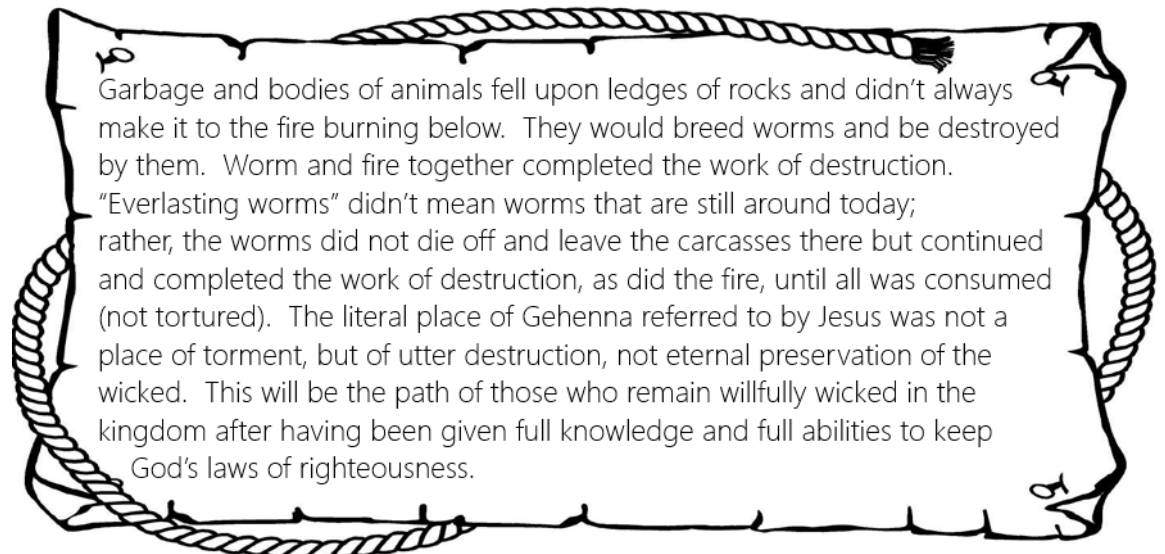 Garbage and bodies of animals fell upon ledges of rocks and didn’t always
make it to the fire burning below.  They would breed worms and be destroyed
by them.  Worm and fire together completed the work of destruction.
“Everlasting worms” didn’t mean worms that are still around today;
rather, the worms did not die off and leave the carcasses there but continued
and completed the work of destruction, as did the fire, until all was consumed
(not tortured).  The literal place of Gehenna referred to by Jesus was not a
place of torment, but of utter destruction, not eternal preservation of the
wicked.  This will be the path of those who remain willfully wicked in the
kingdom after having been given full knowledge and full abilities to keep
God’s laws of righteousness.